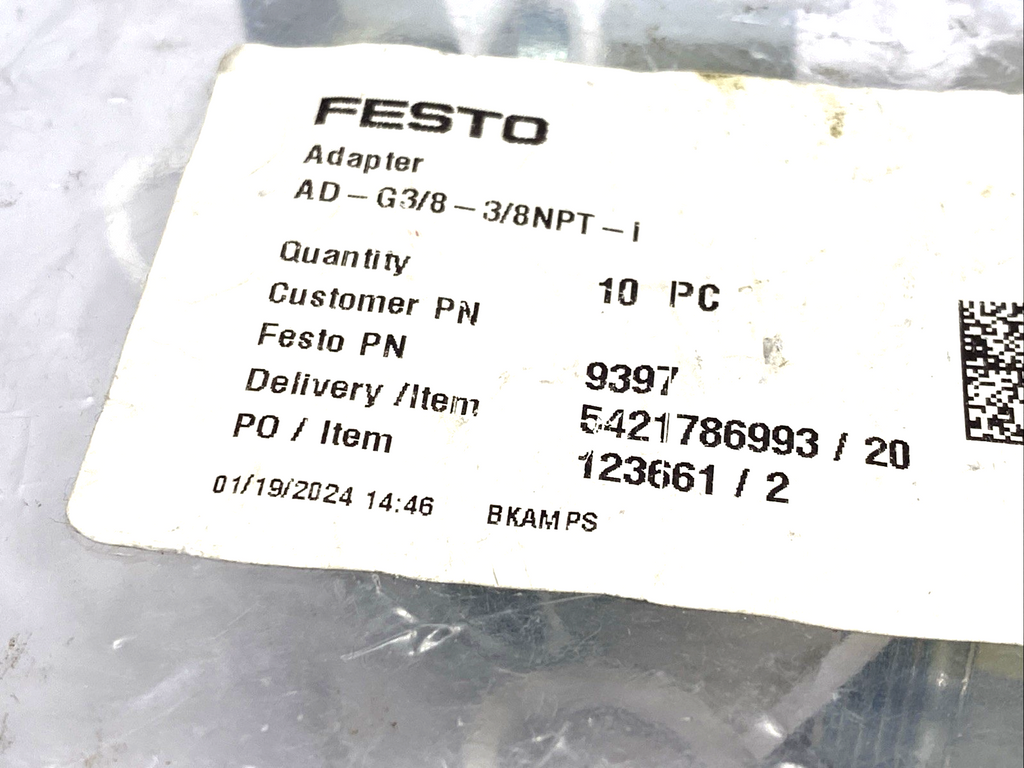 FESTO
Adapter
AD-G3/8-3/8NPT-i
Quantity 10 PC
Customer PN
Festo PN 9397
Delivery /Item 5421786993 / 20
PO / Item 123661 / 2
01/19/2024 14:46 BKAMPS